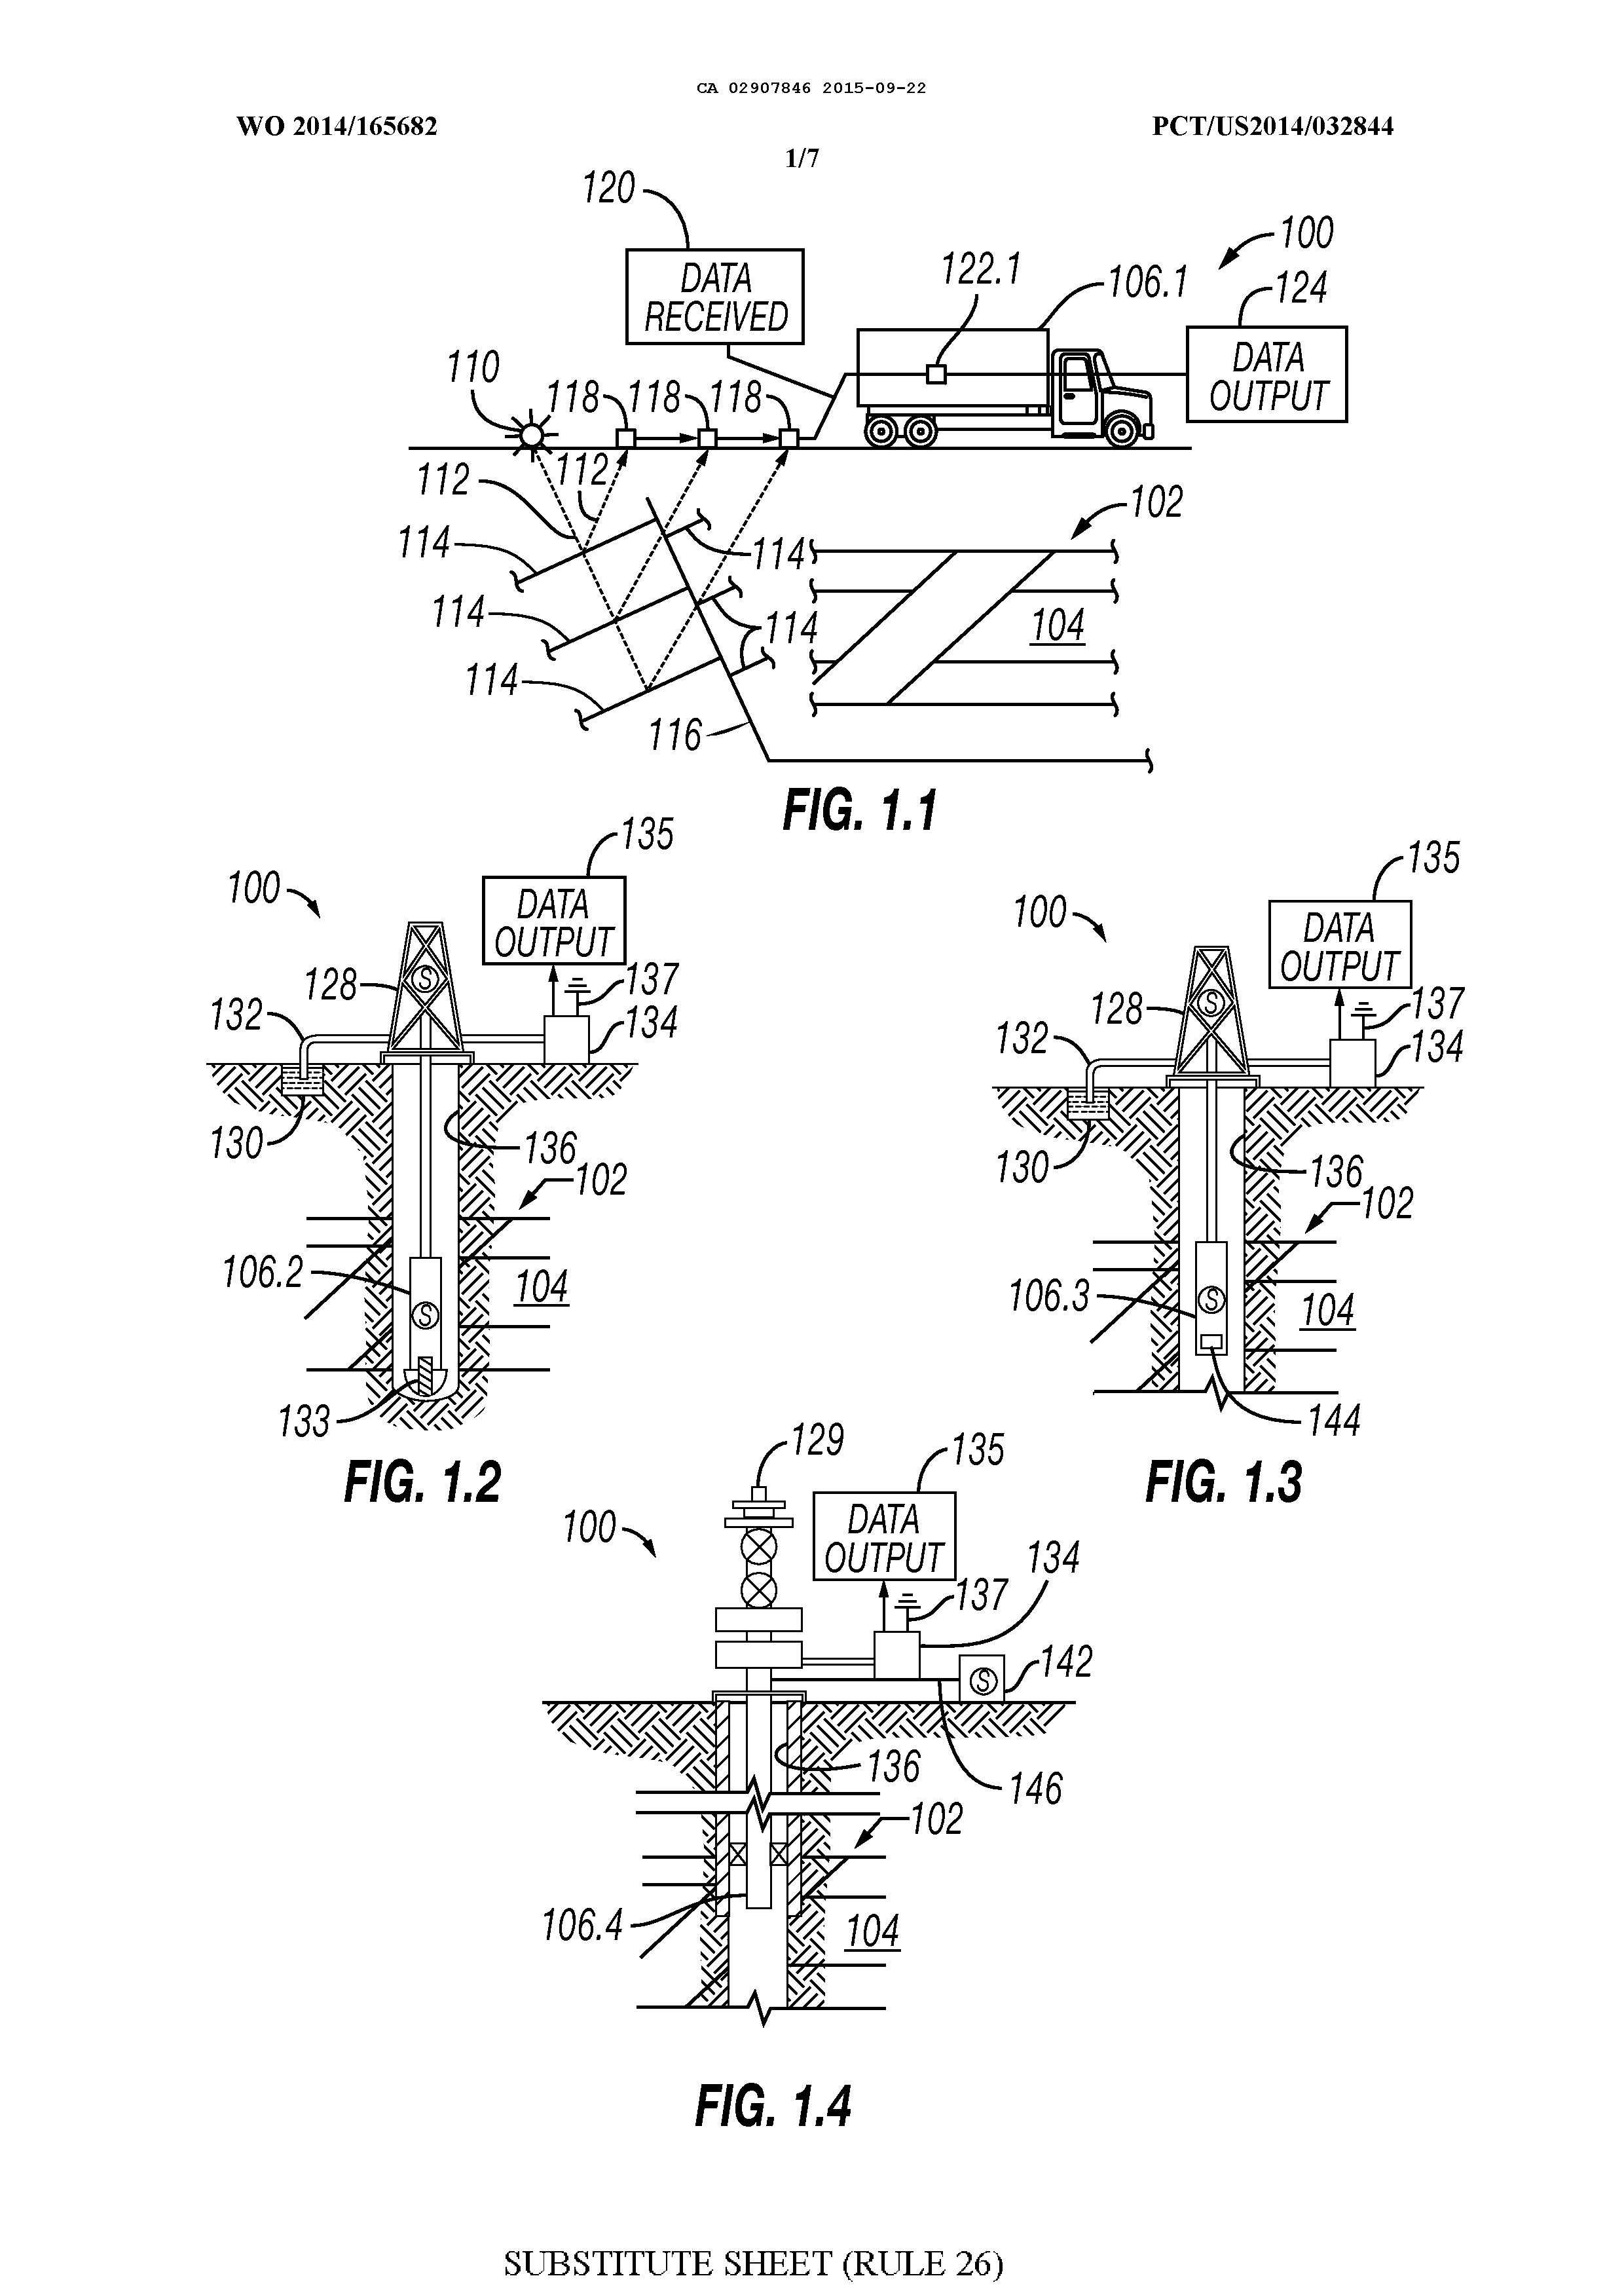 CA 02907846 2015-09-22
WO 2014/165682
PCT/US2014/032844
1/7
120
100
DATA
RECEIVED
122.1
106.1
124
DATA
OUTPUT
110
118
118
118
112
112
102
114
114
114
114
104
114
116
FIG. 1.1
135
100
DATA
OUTPUT
128
137
132
134
130
136
102
106.2
104
S
S
133
FIG. 1.2
135
100
DATA
OUTPUT
128
137
132
134
130
136
102
106.3
104
S
S
144
FIG. 1.3
129
135
100
DATA
OUTPUT
134
137
142
S
136
146
102
106.4
104
FIG. 1.4
SUBSTITUTE SHEET (RULE 26)